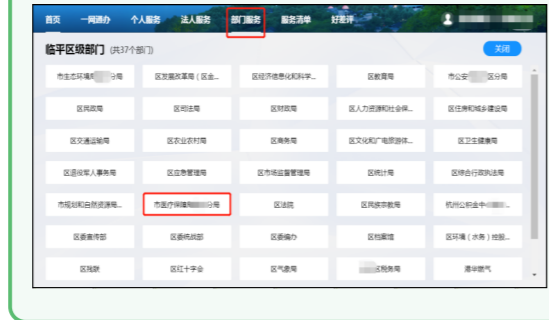 首页 一网通办 个人服务 法人服务 部门服务 服务清单 好差评
临平区级部门 (共37个部门) 关闭
市生态环境局 分局 区发展改革局 ( 区金... 区经济信息化和科学... 区教育局 市公安 区分局
区民政局 区司法局 区财政局 区人力资源和社会保... 区住房和城乡建设局
区交通运输局 区农业农村局 区商务局 区文化和广电旅游体... 区卫生健康局
区退役军人事务局 区应急管理局 区市场监督管理局 区统计局 区综合行政执法局
市规划和自然资源局... 市医疗保障局 分局 区法院 区民族宗教局 杭州公积金中心 ...
区委宣传部 区委统战部 区委编办 区档案馆 区环境 ( 水务 ) 控股...
区残联 区红十字会 区气象局 税务局 港华燃气